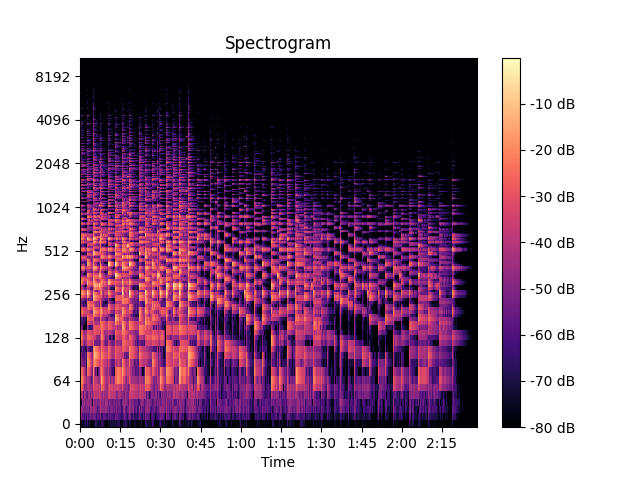 Spectrogram
8192
4096
2048
1024
512
256
128
64
0
Hz
0:00 0:15 0:30 0:45 1:00 1:15 1:30 1:45 2:00 2:15
Time
-10 dB
-20 dB
-30 dB
-40 dB
-50 dB
-60 dB
-70 dB
-80 dB